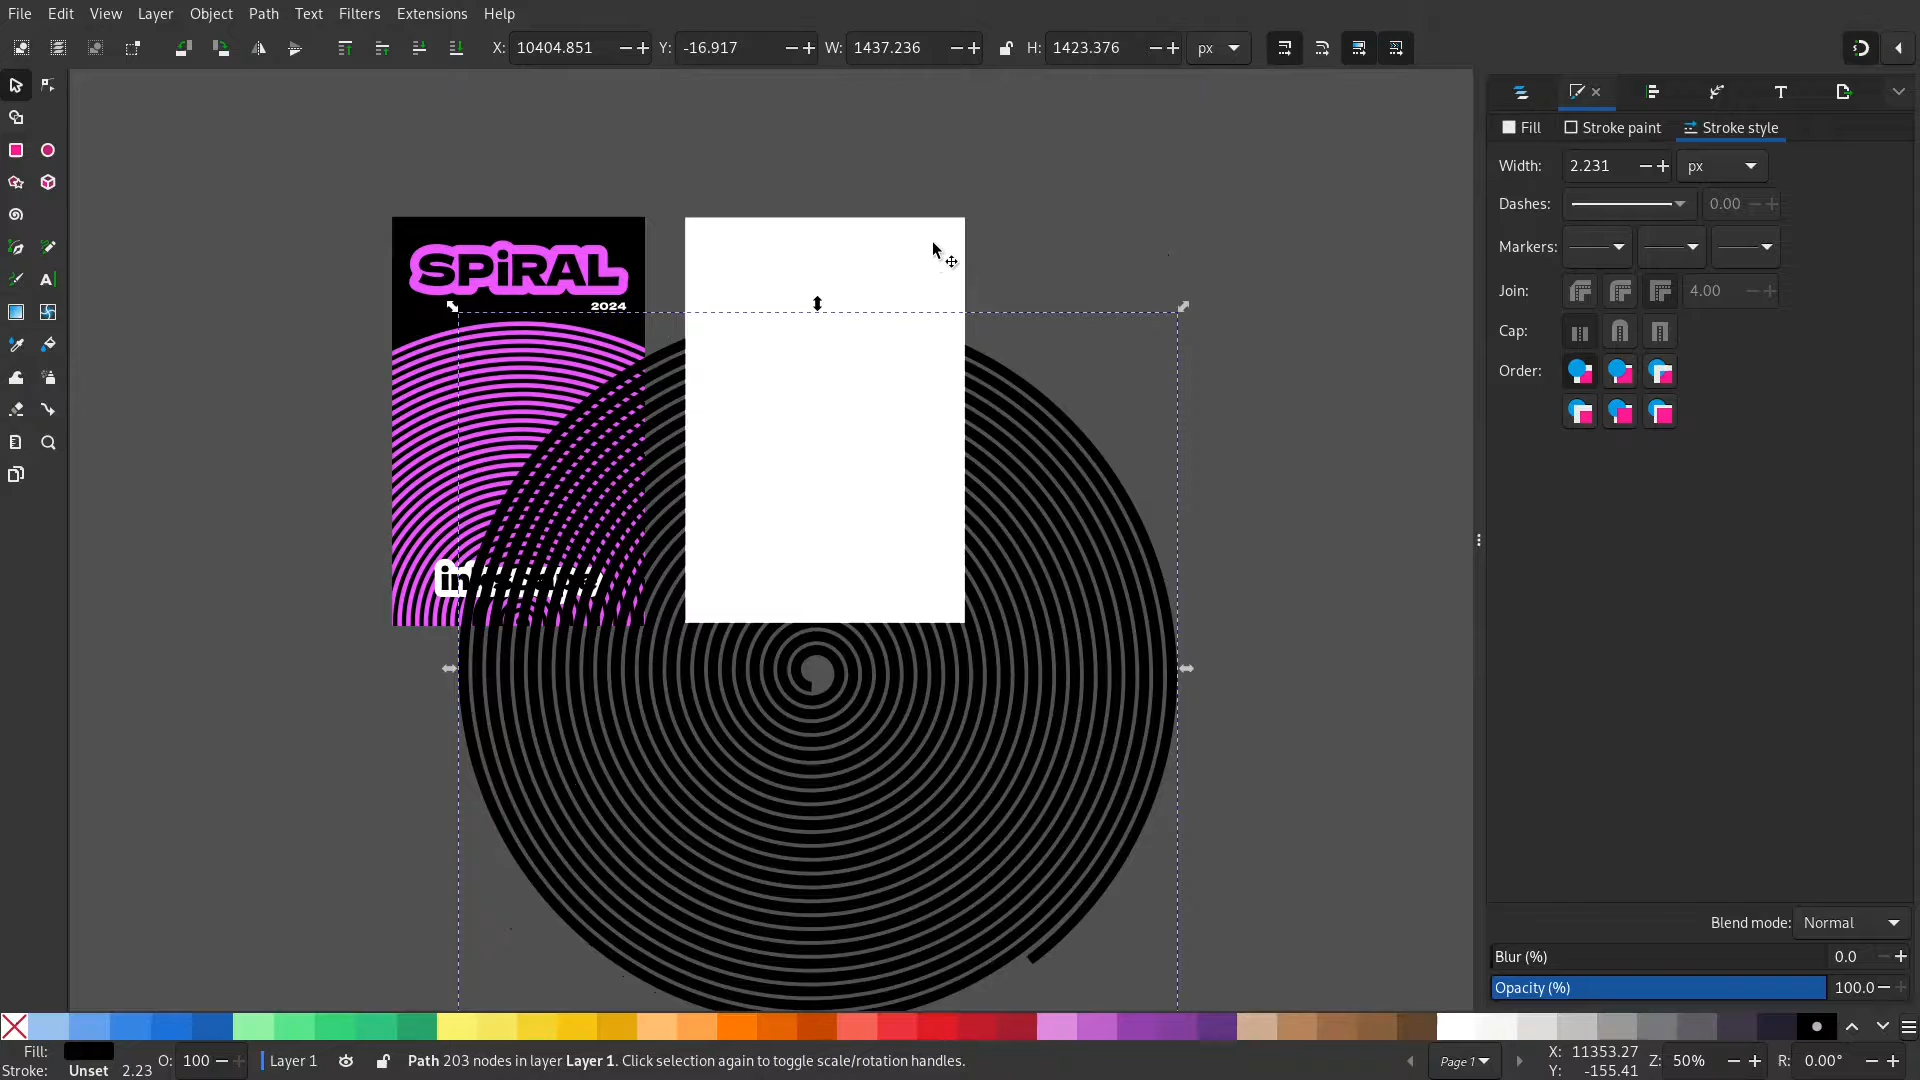 File Edit View Layer Object Path Text Filters Extensions Help
X: 10404.851 Y: -16.917 W: 1437.236 H: 1423.376 px
Fill Stroke paint Stroke style
Width: 2.231 px
Dashes: 0.00
Markers:
Join: 4.00
Cap:
Order:
SPiRAL
2024
inkscape
Blend mode: Normal
Blur (%) 0.0
Opacity (%) 100.0
Fill: O: 100 Layer 1 Path 203 nodes in layer Layer 1. Click selection again to toggle scale/rotation handles. Page 1 X: 11353.27 Z: 50% R: 0.00°
Stroke: Unset 2.23 Y: -155.41